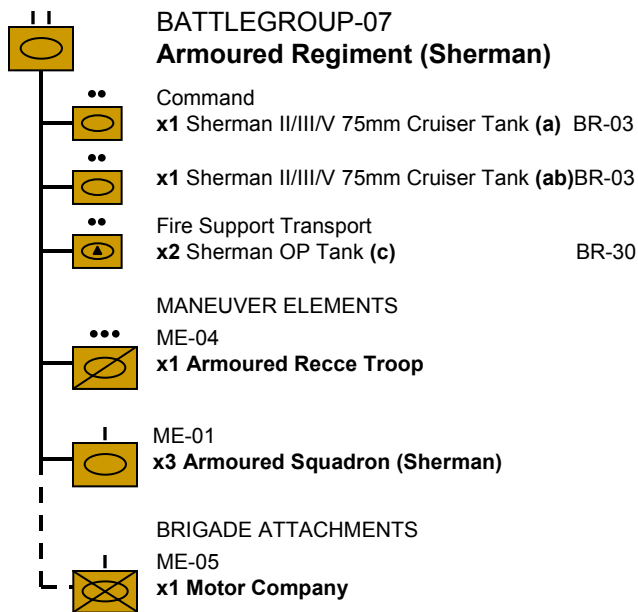 BATTLEGROUP-07
Armoured Regiment (Sherman)
Command
x1 Sherman II/III/V 75mm Cruiser Tank (a) BR-03
x1 Sherman II/III/V 75mm Cruiser Tank (ab)BR-03
Fire Support Transport
x2 Sherman OP Tank (c) BR-30
MANEUVER ELEMENTS
ME-04
x1 Armoured Recce Troop
ME-01
x3 Armoured Squadron (Sherman)
BRIGADE ATTACHMENTS
ME-05
x1 Motor Company